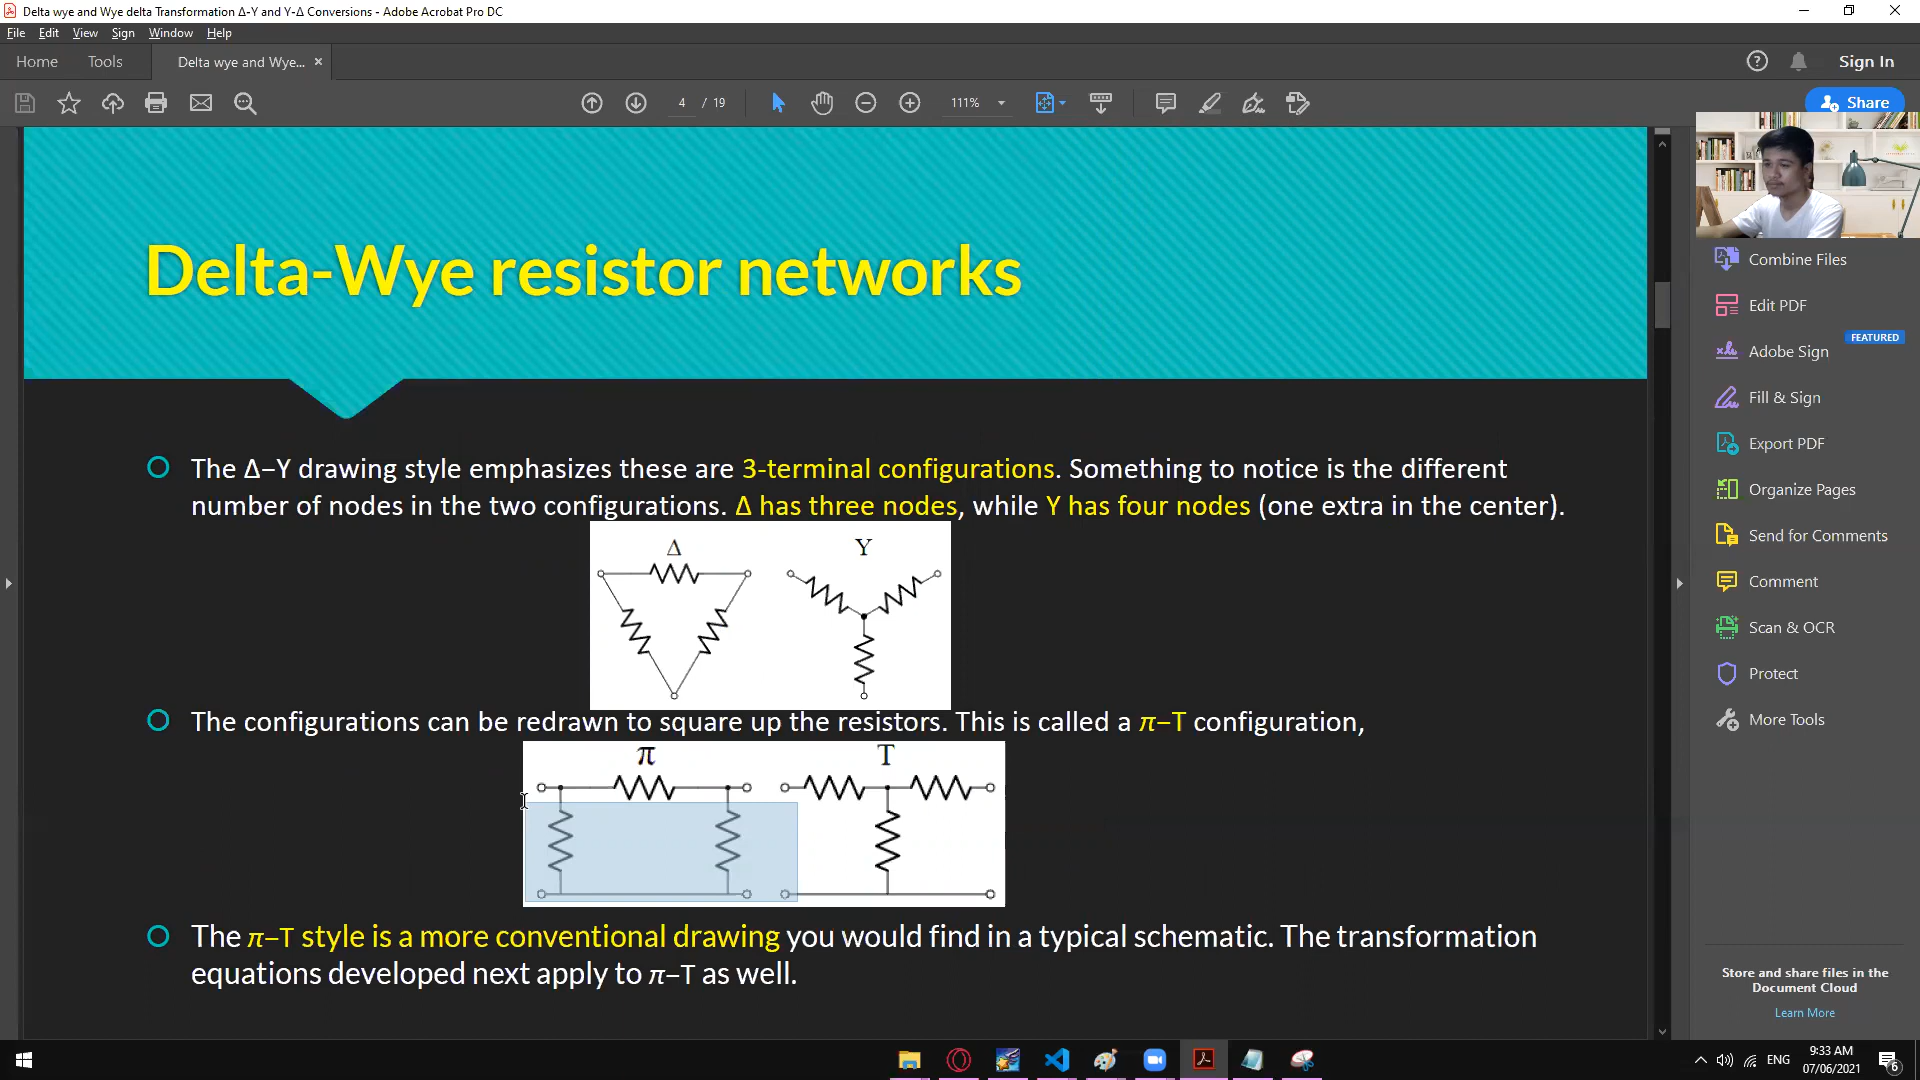 Delta wye and Wye delta Transformation Δ-Y and Y-Δ Conversions - Adobe Acrobat Pro DC
File Edit View Sign Window Help
Home Tools Delta wye and Wye... ×
Sign In
4 / 19
111%
Share
Delta-Wye resistor networks
The Δ–Y drawing style emphasizes these are 3-terminal configurations. Something to notice is the different
number of nodes in the two configurations. Δ has three nodes, while Y has four nodes (one extra in the center).
Δ Y
The configurations can be redrawn to square up the resistors. This is called a π–T configuration,
π T
The π–T style is a more conventional drawing you would find in a typical schematic. The transformation
equations developed next apply to π–T as well.
Combine Files
Edit PDF
FEATURED
Adobe Sign
Fill & Sign
Export PDF
Organize Pages
Send for Comments
Comment
Scan & OCR
Protect
More Tools
Store and share files in the
Document Cloud
Learn More
ENG
9:33 AM
07/06/2021
6